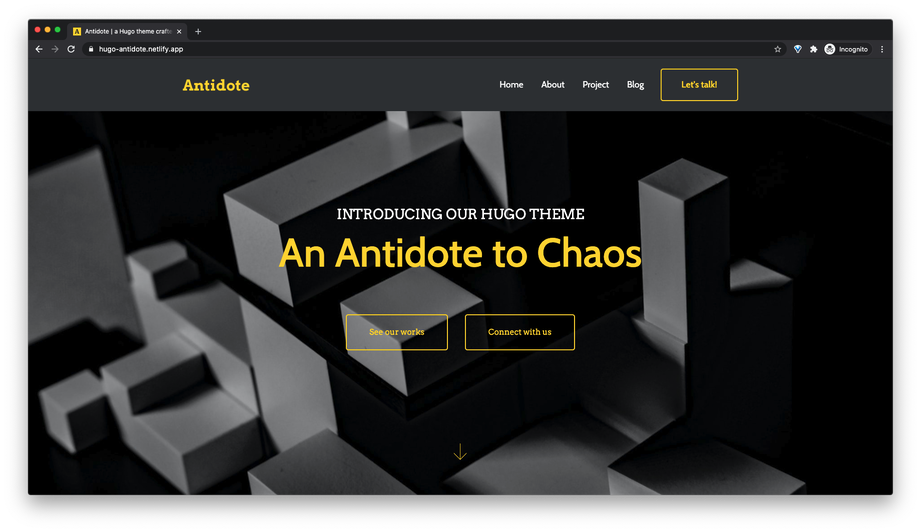 Antidote | a Hugo theme craft
hugo-antidote.netlify.app
Incognito
Antidote
Home
About
Project
Blog
Let's talk!
INTRODUCING OUR HUGO THEME
An Antidote to Chaos
See our works
Connect with us